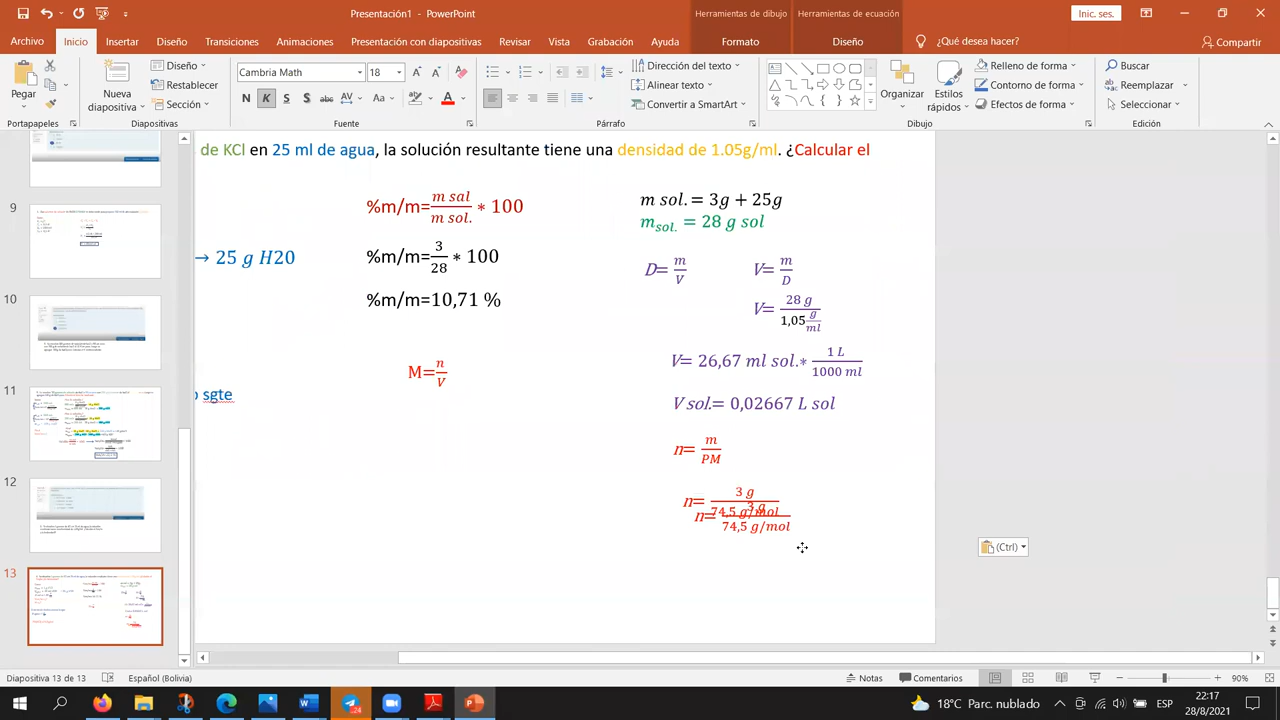 Herramientas de dibujo Herramientas de ecuación Inic. ses.
Archivo Inicio Insertar Transiciones Animaciones Presentación con diapositivas Revisar Vista Grabación Ayuda Formato Diseño ¿Qué desea hacer? Compartir
Pegar Nueva diapositiva Diseño Restablecer Sección Cambria Math 18 Dirección del texto Alinear texto Convertir a SmartArt Organizar Estilos rápidos Relleno de forma Contorno de forma Efectos de forma Buscar Reemplazar Seleccionar
N K S S abc AV Aa A
Portapapeles Diapositivas Fuente Párrafo Dibujo Edición
de KCl en 25 ml de agua, la solución resultante tiene una densidad de 1.05g/ml. ¿Calcular el
%m/m=m sal/m sol. * 100
m sol. = 3g + 25g
m sol. = 28 g sol
→ 25 g H20
%m/m=3/28 * 100
D= m/V V= m/D
%m/m=10,71 %
V= 28 g/1,05 g/ml
M=n/V
V= 26,67 ml sol.* 1 L/1000 ml
o sgte
V sol.= 0,02667 L sol
n= m/PM
n= 3 g/74,5 g/mol
n= 3 g/74,5 g/mol
(Ctrl)
9
10
11
12
13
Diapositiva 13 de 13 Español (Bolivia) Notas Comentarios 90%
24 18°C Parc. nublado ESP 22:17
28/8/2021